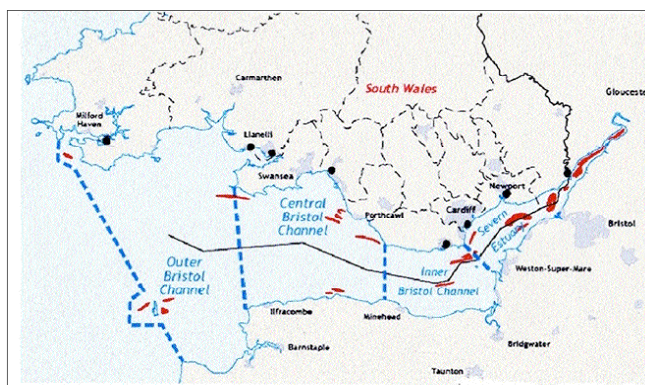 Carmarthen
South Wales
Gloucester
Milford
Haven
Llanelli
Swansea
Newport
Central
Bristol
Channel
Porthcawl
Cardiff
Severn
Estuary
Bristol
Outer
Bristol
Channel
Inner
Bristol Channel
Weston-Super-Mare
Ilfracombe
Minehead
Bridgwater
Barnstaple
Taunton